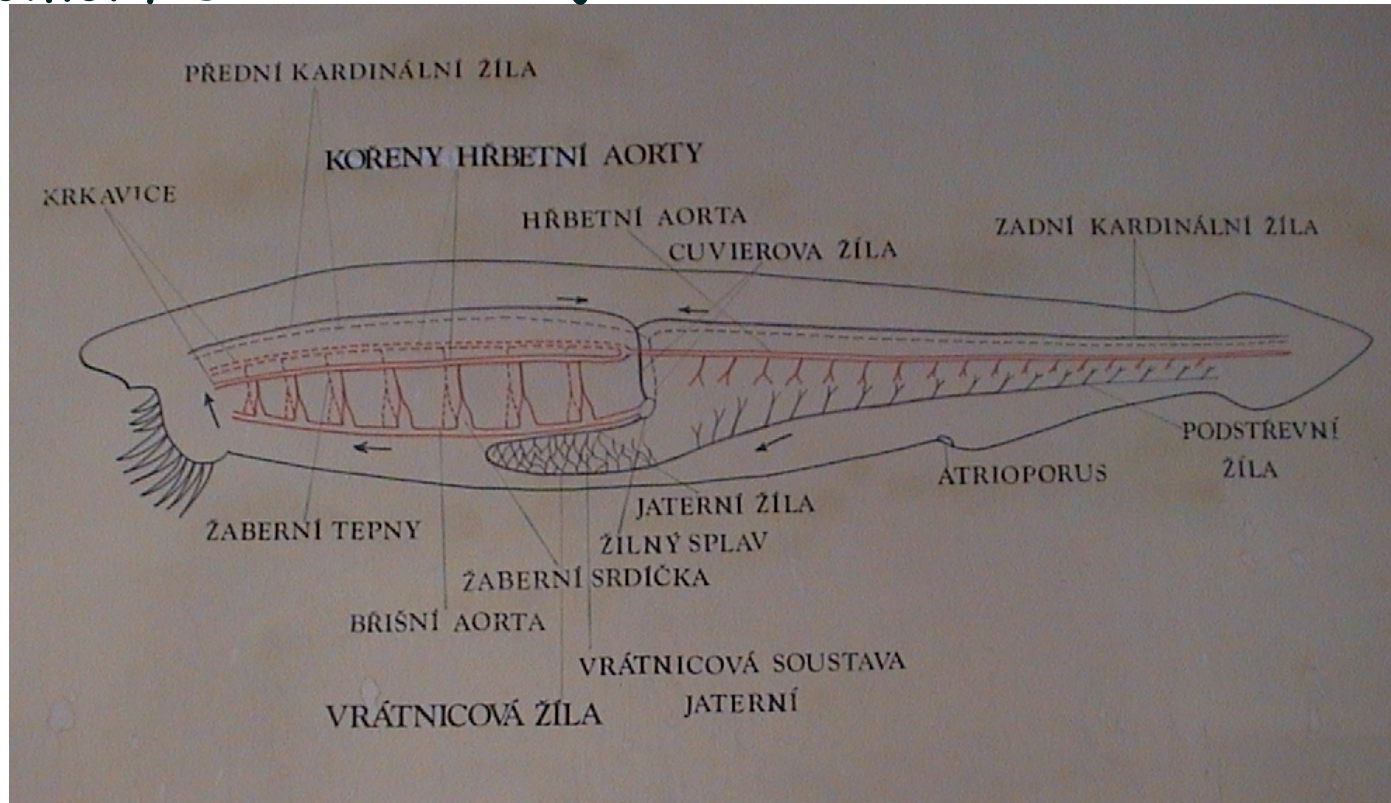 PŘEDNÍ KARDINÁLNÍ ŽÍLA
KOŘENY HŘBETNÍ AORTY
KRKAVICE
HŘBETNÍ AORTA
CUVIEROVA ŽÍLA
ZADNÍ KARDINÁLNÍ ŽÍLA
PODSTŘEVNÍ
ŽÍLA
ATRIOPORUS
JATERNÍ ŽÍLA
ŽILNÝ SPLAV
ŽABERNÍ TEPNY
ŽABERNÍ SRDÍČKA
BŘIŠNÍ AORTA
VRÁTNICOVÁ SOUSTAVA
JATERNÍ
VRÁTNICOVÁ ŽÍLA